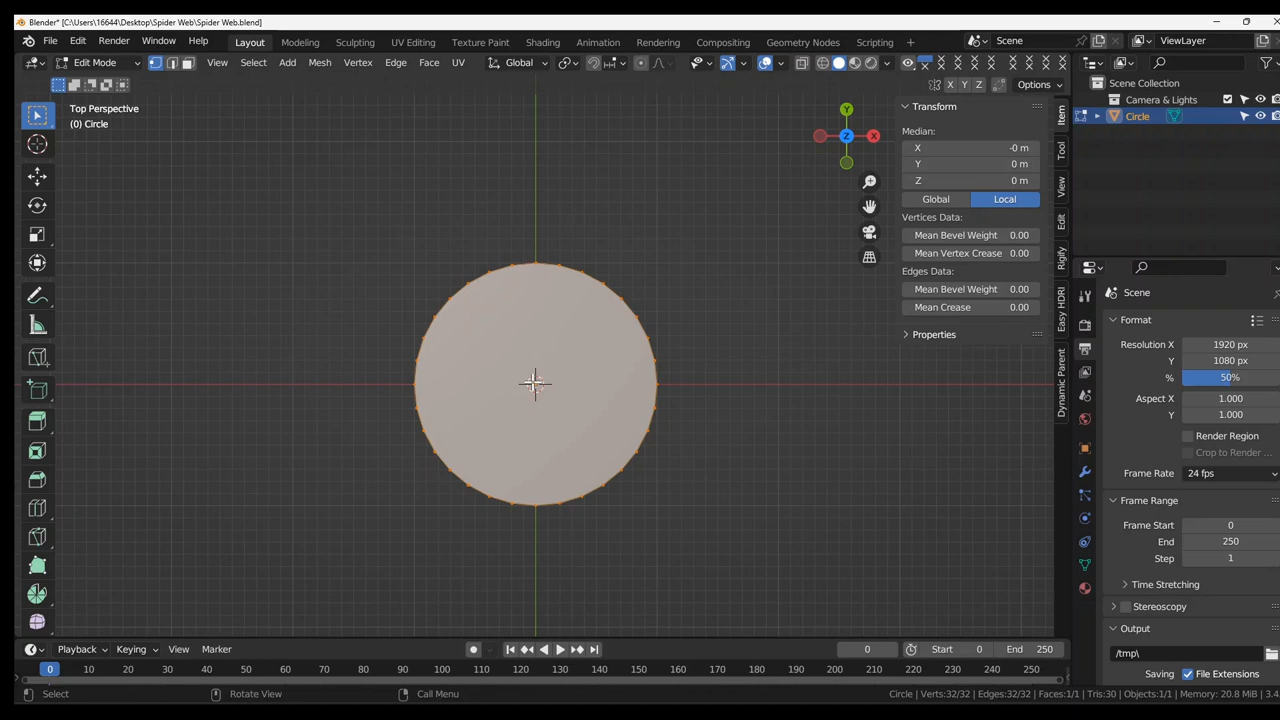 Blender* [C:\Users\16644\Desktop\Spider Web\Spider Web.blend]
File Edit Render Window Help Layout Modeling Sculpting UV Editing Texture Paint Shading Animation Rendering Compositing Geometry Nodes Scripting + Scene ViewLayer
Edit Mode View Select Add Mesh Vertex Edge Face UV Global
X Y Z Options
Top Perspective
(0) Circle
Y
Z X
Transform
Median:
X -0 m
Y 0 m
Z 0 m
Global Local
Vertices Data:
Mean Bevel Weight 0.00
Mean Vertex Crease 0.00
Edges Data:
Mean Bevel Weight 0.00
Mean Crease 0.00
Properties
Item
Tool
View
Edit
Rigify
Easy HDRI
Dynamic Parent
Scene Collection
Camera & Lights
Circle
Scene
Format
Resolution X 1920 px
Y 1080 px
% 50%
Aspect X 1.000
Y 1.000
Render Region
Crop to Render ...
Frame Rate 24 fps
Frame Range
Frame Start 0
End 250
Step 1
Time Stretching
Stereoscopy
Output
/tmp\
Saving File Extensions
Playback Keying View Marker 0 Start 0 End 250
0 10 20 30 40 50 60 70 80 90 100 110 120 130 140 150 160 170 180 190 200 210 220 230 240 250
Select Rotate View Call Menu Circle | Verts:32/32 | Edges:32/32 | Faces:1/1 | Tris:30 | Objects:1/1 | Memory: 20.8 MiB | 3.4